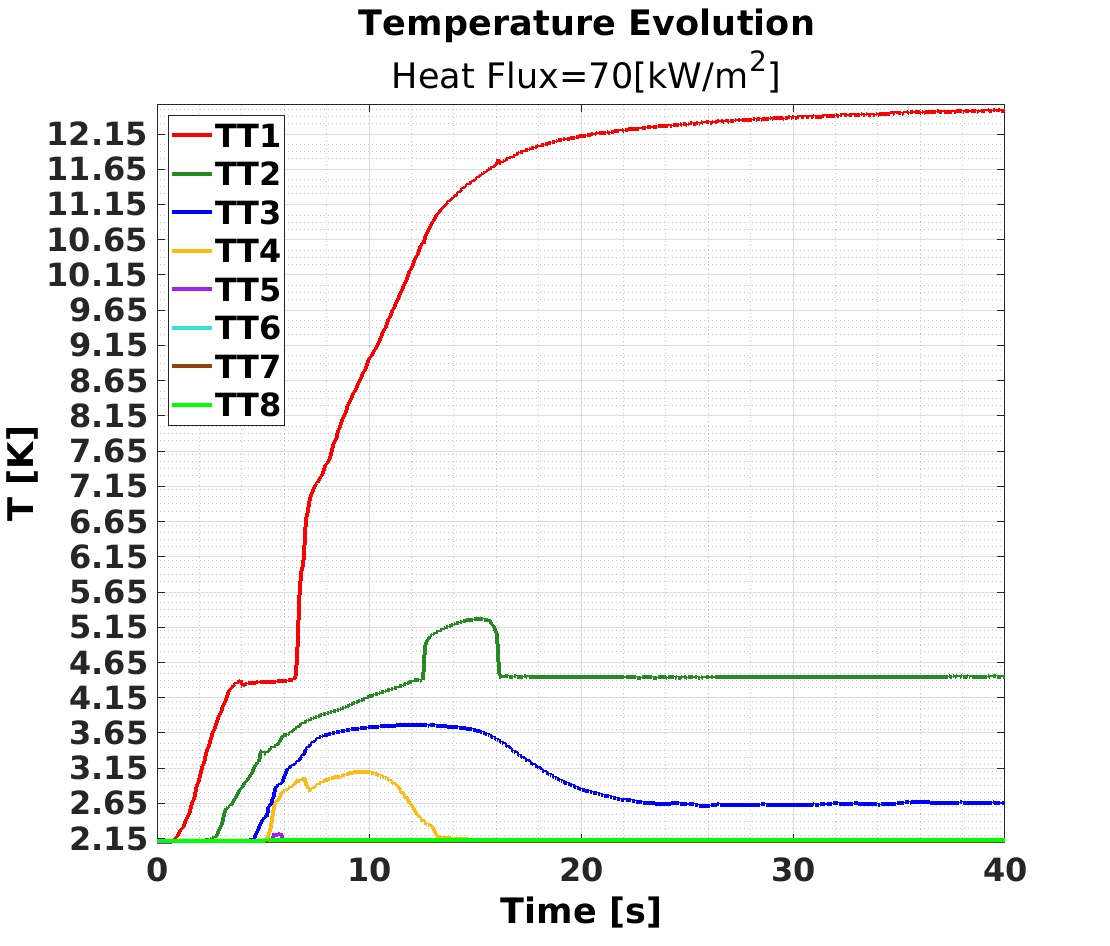 Temperature Evolution
Heat Flux=70[kW/m²]
12.15
11.65
11.15
10.65
10.15
9.65
9.15
8.65
8.15
7.65
7.15
6.65
6.15
5.65
5.15
4.65
4.15
3.65
3.15
2.65
2.15
T [K]
TT1
TT2
TT3
TT4
TT5
TT6
TT7
TT8
0 10 20 30 40
Time [s]